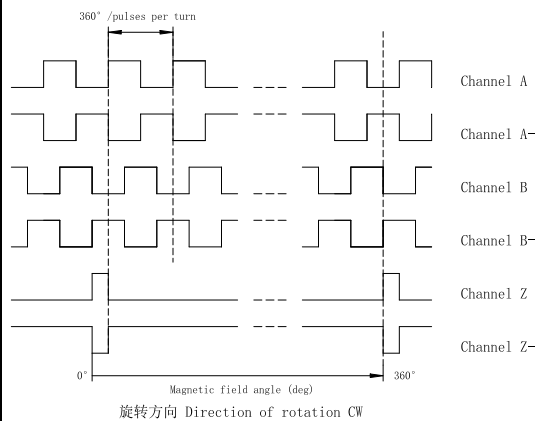 360° /pulses per turn
Channel A
Channel A-
Channel B
Channel B-
Channel Z
Channel Z-
0°
360°
Magnetic field angle (deg)
旋转方向 Direction of rotation CW